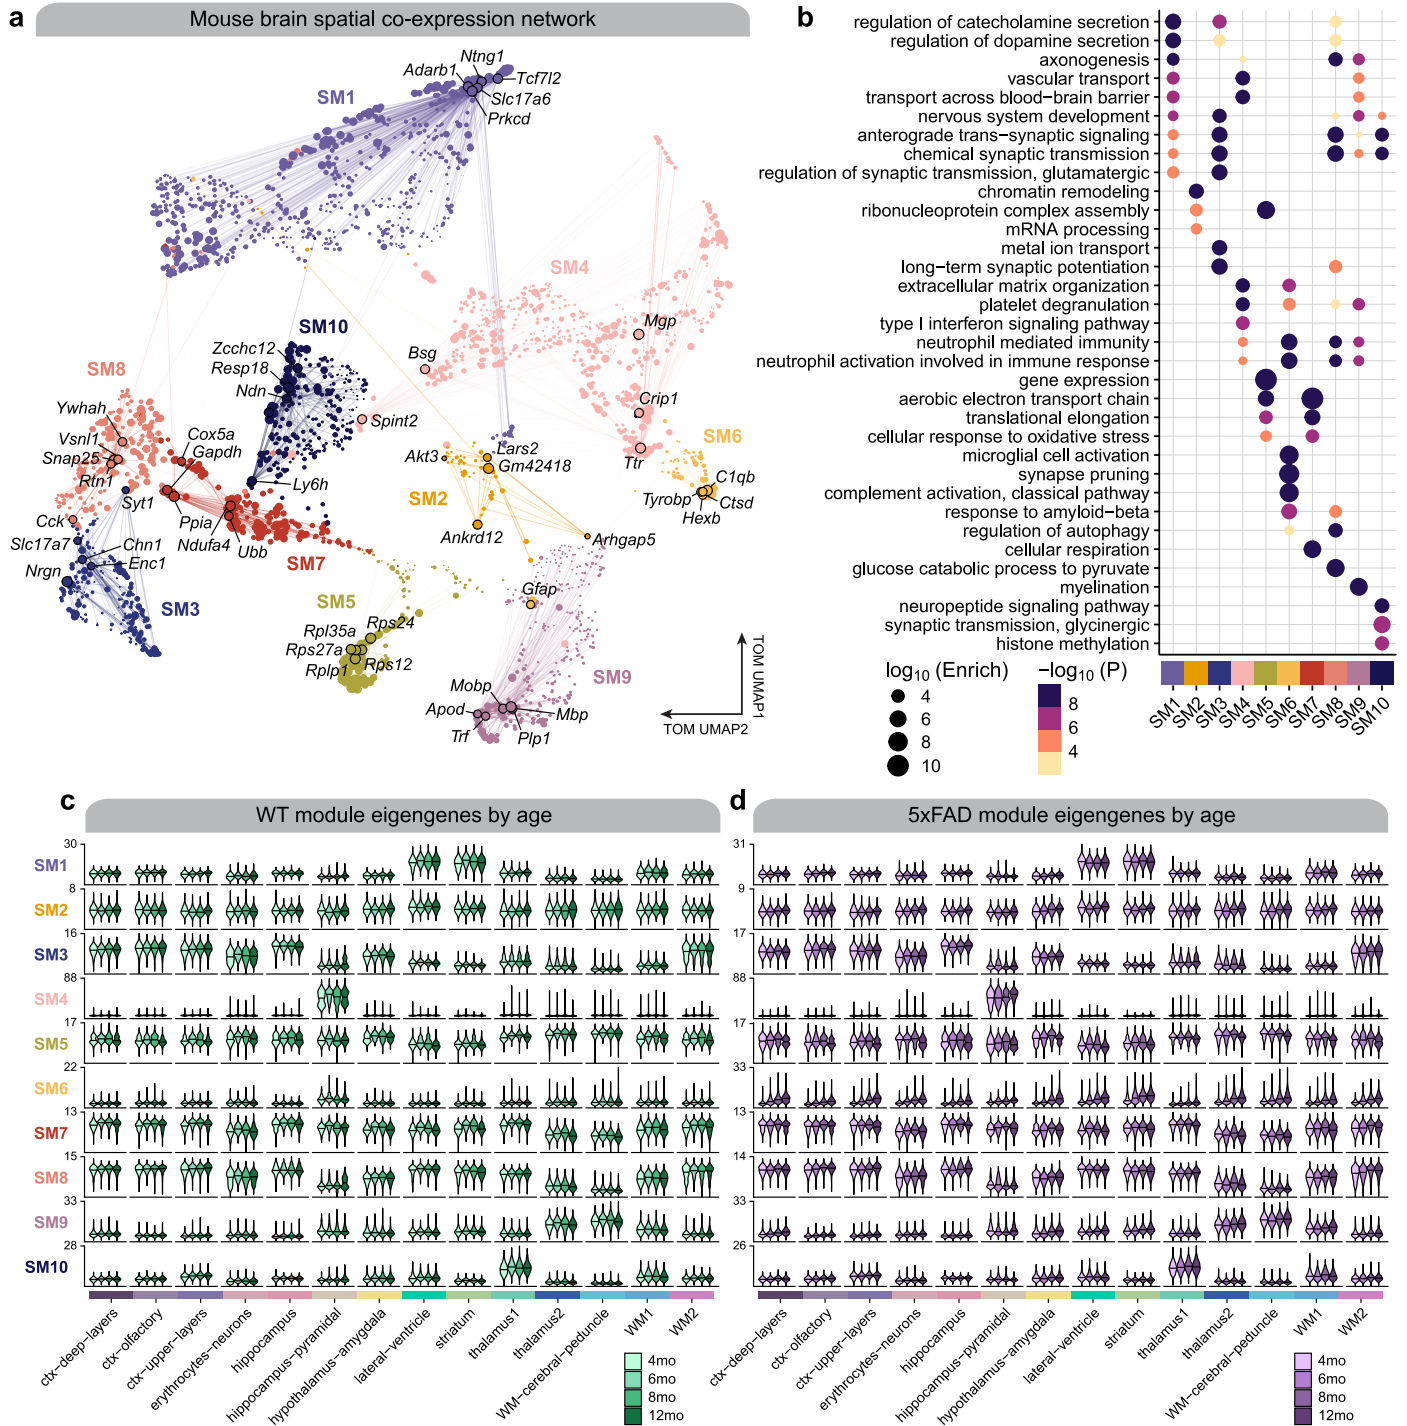 a
Mouse brain spatial co-expression network
Ntng1
Adarb1
Tcf7l2
SM1
Slc17a6
Prkcd
SM4
SM10
Mgp
Zcchc12
Bsg
Resp18
SM8
Ndn
Ywhah
Crip1
Cox5a
Spint2
Vsnl1
Gapdh
SM6
Snap25
Akt3
Lars2
Rtn1
Gm42418
Ttr
C1qb
Ly6h
SM2
Tyrobp
Ctsd
Syt1
Cck
Ppia
Hexb
Slc17a7
Chn1
Ndufa4
Ubb
Ankrd12
Arhgap5
Nrgn
Enc1
SM7
Gfap
SM3
SM5
Rps24
Rpl35a
Rps27a
Rplp1
Rps12
SM9
Mobp
Apod
Mbp
Trf
Plp1
TOM UMAP1
TOM UMAP2
b
regulation of catecholamine secretion
regulation of dopamine secretion
axonogenesis
vascular transport
transport across blood−brain barrier
nervous system development
anterograde trans−synaptic signaling
chemical synaptic transmission
regulation of synaptic transmission, glutamatergic
chromatin remodeling
ribonucleoprotein complex assembly
mRNA processing
metal ion transport
long−term synaptic potentiation
extracellular matrix organization
platelet degranulation
type I interferon signaling pathway
neutrophil mediated immunity
neutrophil activation involved in immune response
gene expression
aerobic electron transport chain
translational elongation
cellular response to oxidative stress
microglial cell activation
synapse pruning
complement activation, classical pathway
response to amyloid−beta
regulation of autophagy
cellular respiration
glucose catabolic process to pyruvate
myelination
neuropeptide signaling pathway
synaptic transmission, glycinergic
histone methylation
log10 (Enrich)
4
6
8
10
−log10 (P)
8
6
4
SM1
SM2
SM3
SM4
SM5
SM6
SM7
SM8
SM9
SM10
c
WT module eigengenes by age
30
SM1
8
SM2
16
SM3
88
SM4
17
SM5
22
SM6
13
SM7
15
SM8
33
SM9
28
SM10
ctx−deep−layers
ctx−olfactory
ctx−upper−layers
erythrocytes−neurons
hippocampus
hippocampus−pyramidal
hypothalamus−amygdala
lateral−ventricle
striatum
thalamus1
thalamus2
WM−cerebral−peduncle
WM1
WM2
4mo
6mo
8mo
12mo
d
5xFAD module eigengenes by age
31
9
17
88
17
33
13
14
33
26
ctx−deep−layers
ctx−olfactory
ctx−upper−layers
erythrocytes−neurons
hippocampus
hippocampus−pyramidal
hypothalamus−amygdala
lateral−ventricle
striatum
thalamus1
thalamus2
WM−cerebral−peduncle
WM1
WM2
4mo
6mo
8mo
12mo